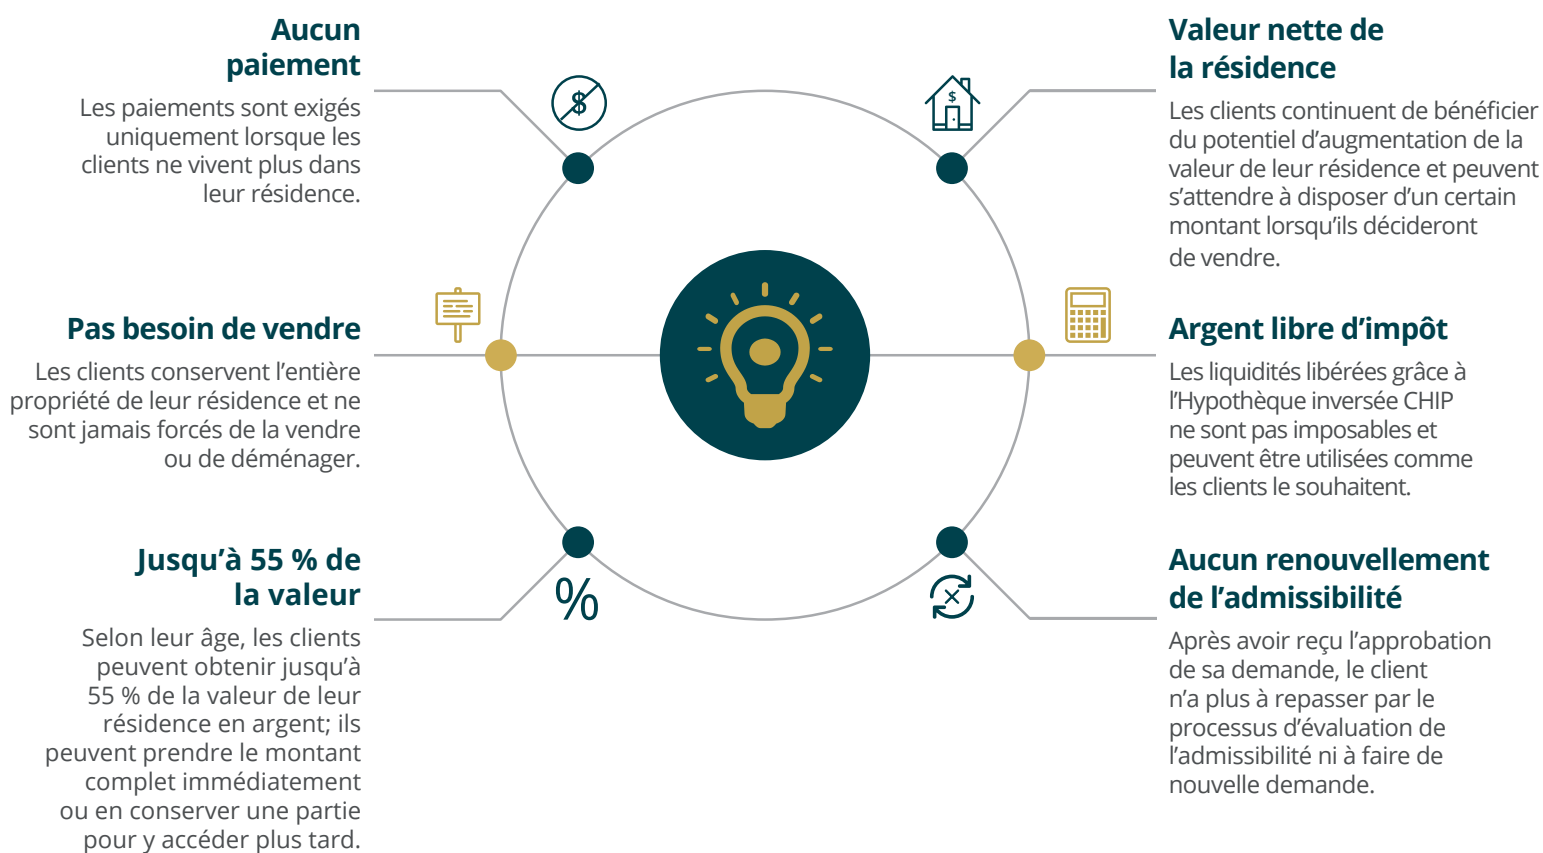 Aucun
paiement
Les paiements sont exigés
uniquement lorsque les
clients ne vivent plus dans
leur résidence.
Pas besoin de vendre
Les clients conservent l’entière
propriété de leur résidence et ne
sont jamais forcés de la vendre
ou de déménager.
Jusqu’à 55 % de
la valeur
Selon leur âge, les clients
peuvent obtenir jusqu’à
55 % de la valeur de leur
résidence en argent; ils
peuvent prendre le montant
complet immédiatement
ou en conserver une partie
pour y accéder plus tard.
$
$
%
Valeur nette de
la résidence
Les clients continuent de bénéficier
du potentiel d’augmentation de la
valeur de leur résidence et peuvent
s’attendre à disposer d’un certain
montant lorsqu’ils décideront
de vendre.
Argent libre d’impôt
Les liquidités libérées grâce à
l’Hypothèque inversée CHIP
ne sont pas imposables et
peuvent être utilisées comme
les clients le souhaitent.
Aucun renouvellement
de l’admissibilité
Après avoir reçu l’approbation
de sa demande, le client
n’a plus à repasser par le
processus d’évaluation de
l’admissibilité ni à faire de
nouvelle demande.